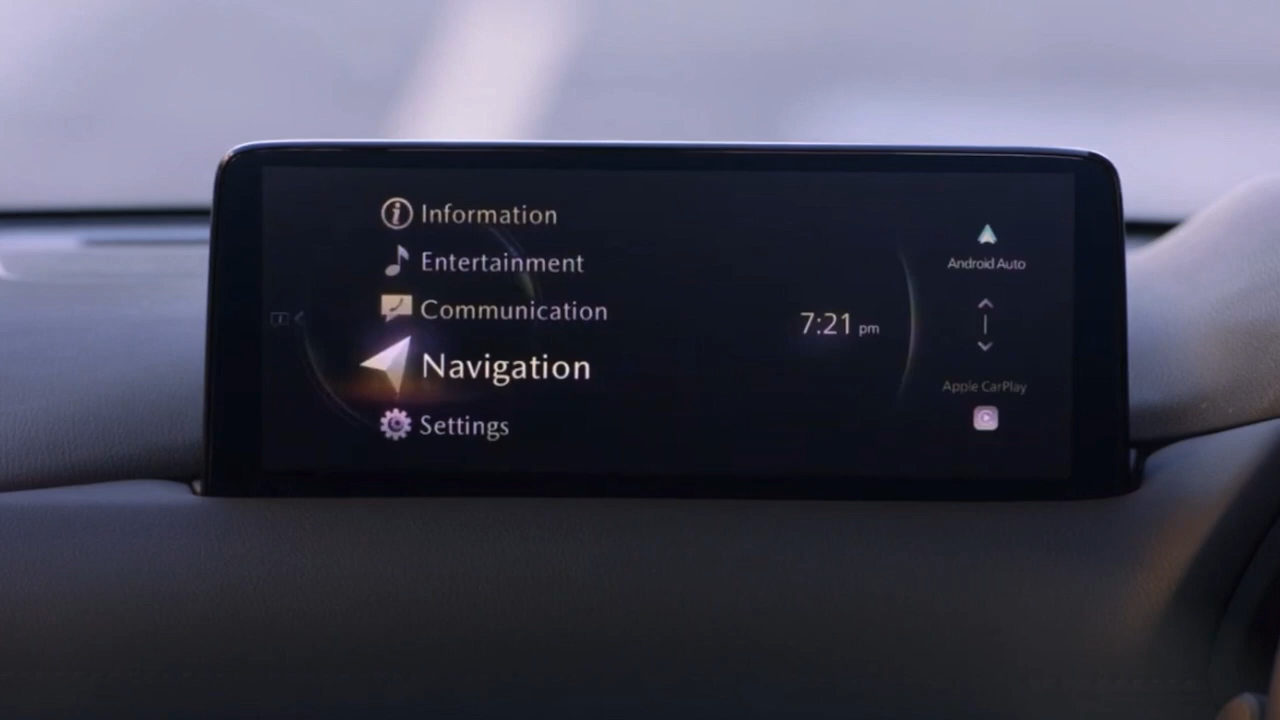 Information
Entertainment
Communication
Navigation
Settings
7:21 pm
Android Auto
Apple CarPlay